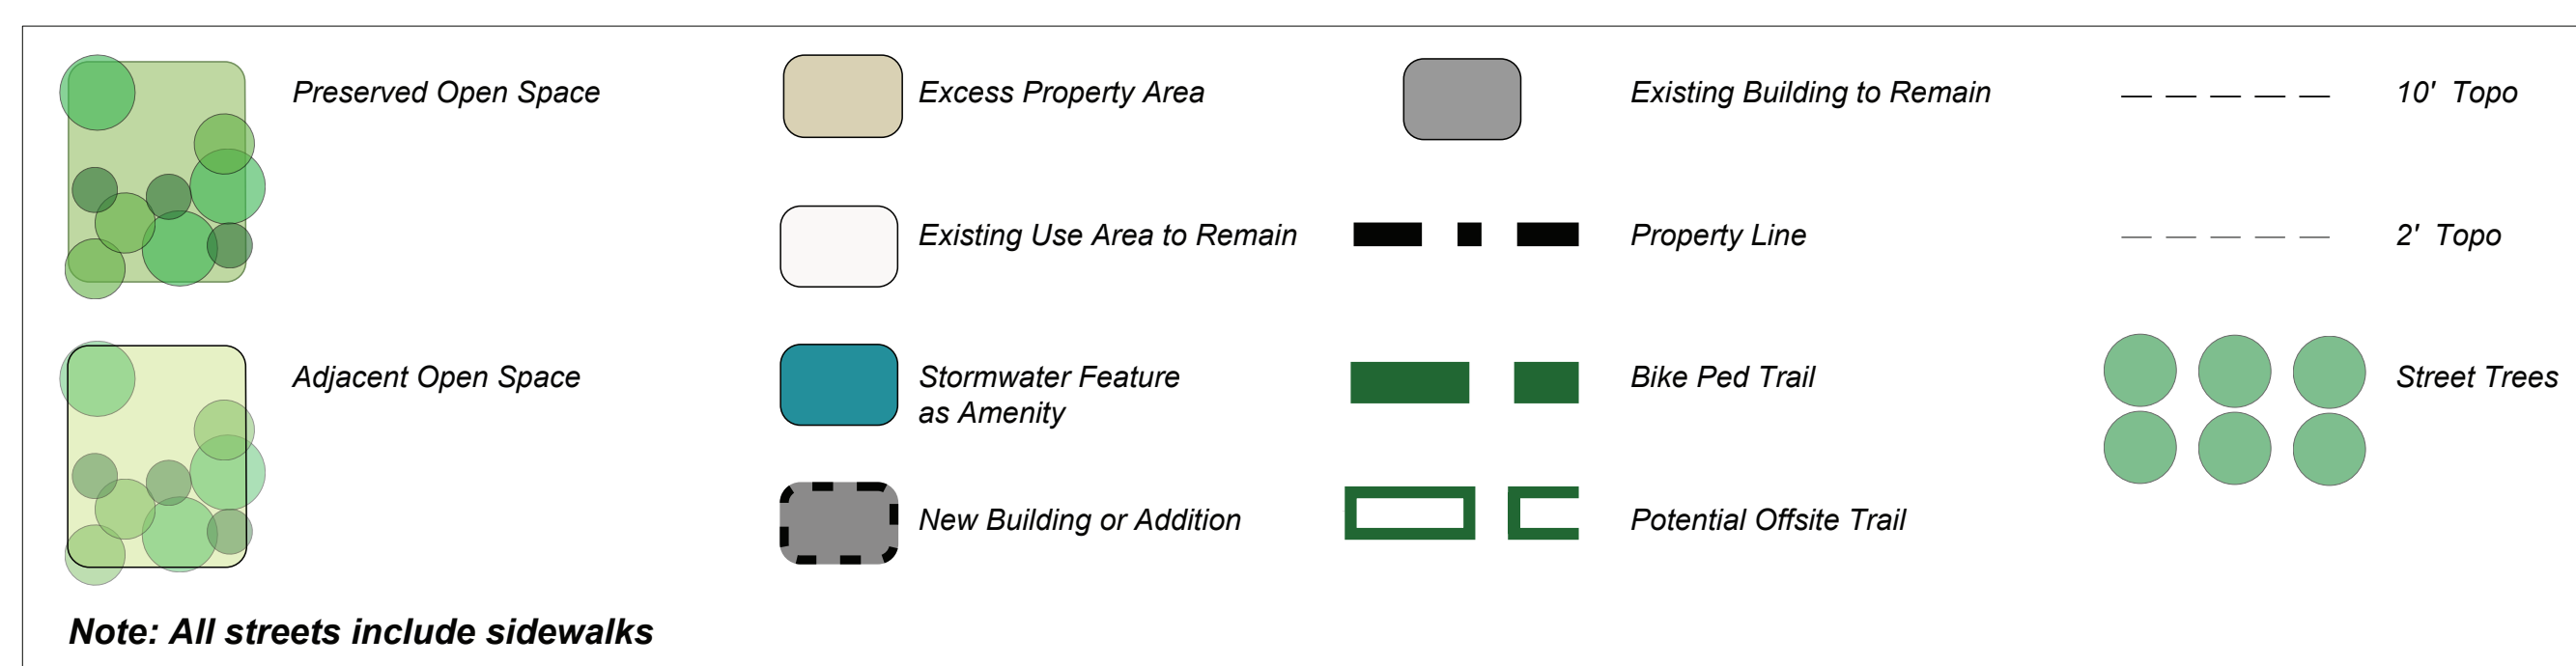 Preserved Open Space
Adjacent Open Space
Excess Property Area
Existing Use Area to Remain
Stormwater Feature
as Amenity
New Building or Addition
Existing Building to Remain
Property Line
Bike Ped Trail
Potential Offsite Trail
10' Topo
2' Topo
Street Trees
Note: All streets include sidewalks